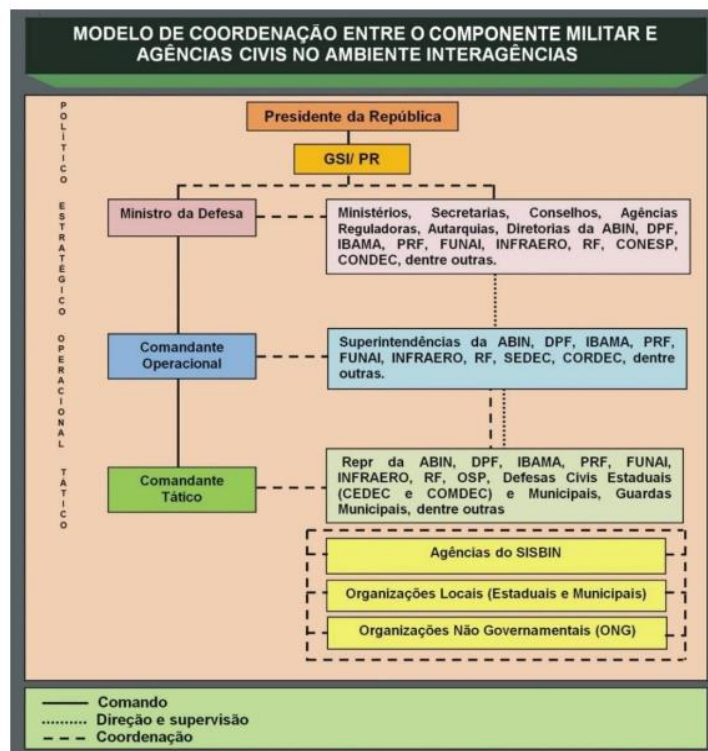 MODELO DE COORDENAÇÃO ENTRE O COMPONENTE MILITAR E
AGÊNCIAS CIVIS NO AMBIENTE INTERAGÊNCIAS
POLÍTICO
ESTRATÉGICO
OPERACIONAL
TÁTICO
Presidente da República
GSI/ PR
Ministro da Defesa
Ministérios, Secretarias, Conselhos, Agências
Reguladoras, Autarquias, Diretorias da ABIN, DPF,
IBAMA, PRF, FUNAI, INFRAERO, RF, CONESP,
CONDEC, dentre outras.
Comandante
Operacional
Superintendências da ABIN, DPF, IBAMA, PRF,
FUNAI, INFRAERO, RF, SEDEC, CORDEC, dentre
outras.
Comandante
Tático
Repr da ABIN, DPF, IBAMA, PRF, FUNAI,
INFRAERO, RF, OSP, Defesas Civis Estaduais
(CEDEC e COMDEC) e Municipais, Guardas
Municipais, dentre outras
Agências do SISBIN
Organizações Locais (Estaduais e Municipais)
Organizações Não Governamentais (ONG)
Comando
Direção e supervisão
Coordenação